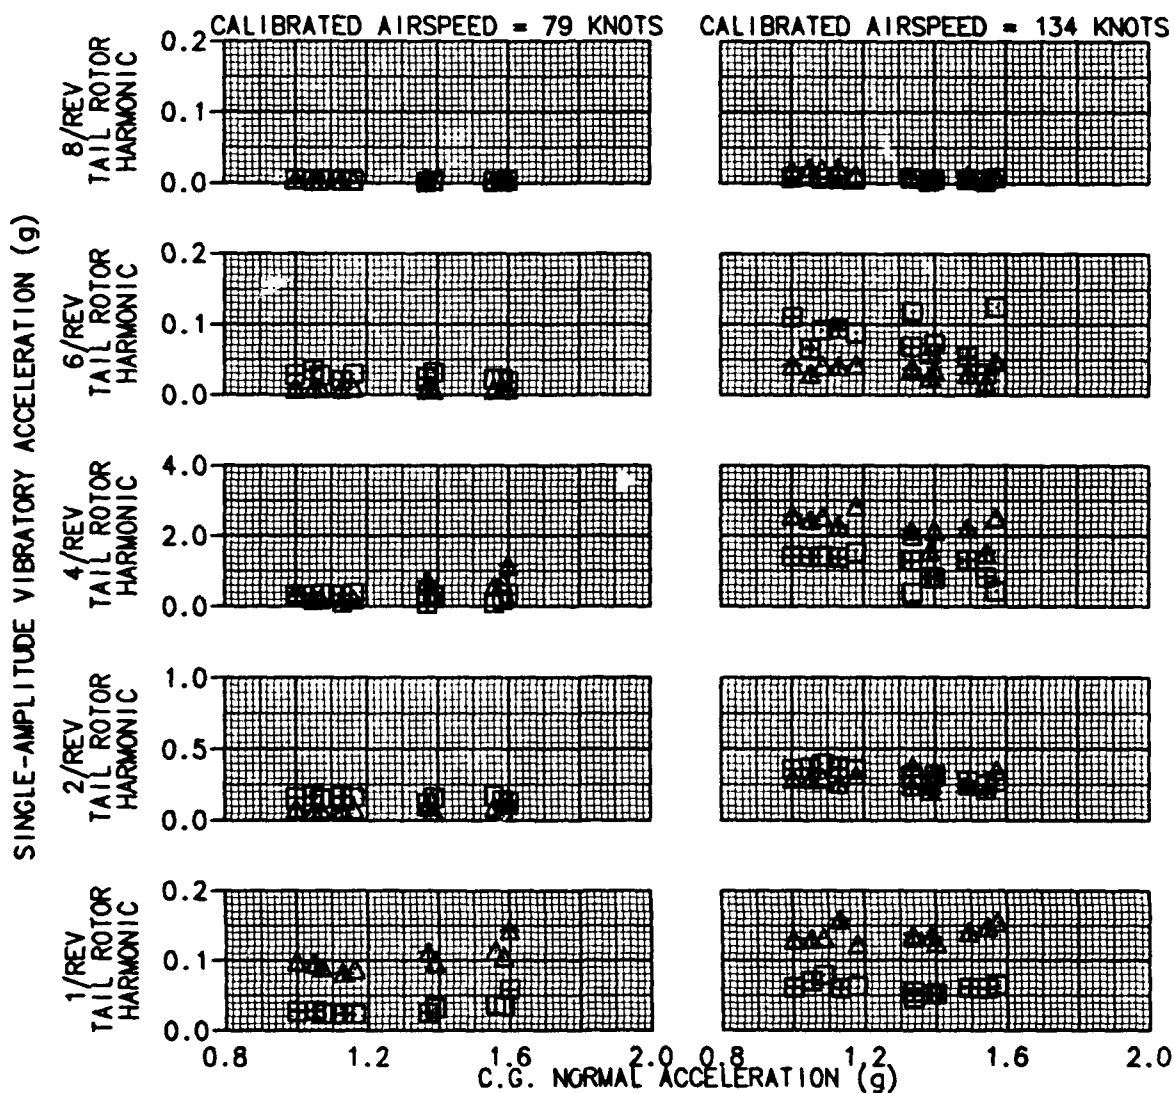 CALIBRATED AIRSPEED = 79 KNOTS
CALIBRATED AIRSPEED = 134 KNOTS
SINGLE-AMPLITUDE VIBRATORY ACCELERATION (g)
8/REV
TAIL ROTOR
HARMONIC
0.2
0.1
0.0
6/REV
TAIL ROTOR
HARMONIC
0.2
0.1
0.0
4/REV
TAIL ROTOR
HARMONIC
4.0
2.0
0.0
2/REV
TAIL ROTOR
HARMONIC
1.0
0.5
0.0
1/REV
TAIL ROTOR
HARMONIC
0.2
0.1
0.0
0.8 1.2 1.6 2.0 0.8 1.2 1.6 2.0
C.G. NORMAL ACCELERATION (g)